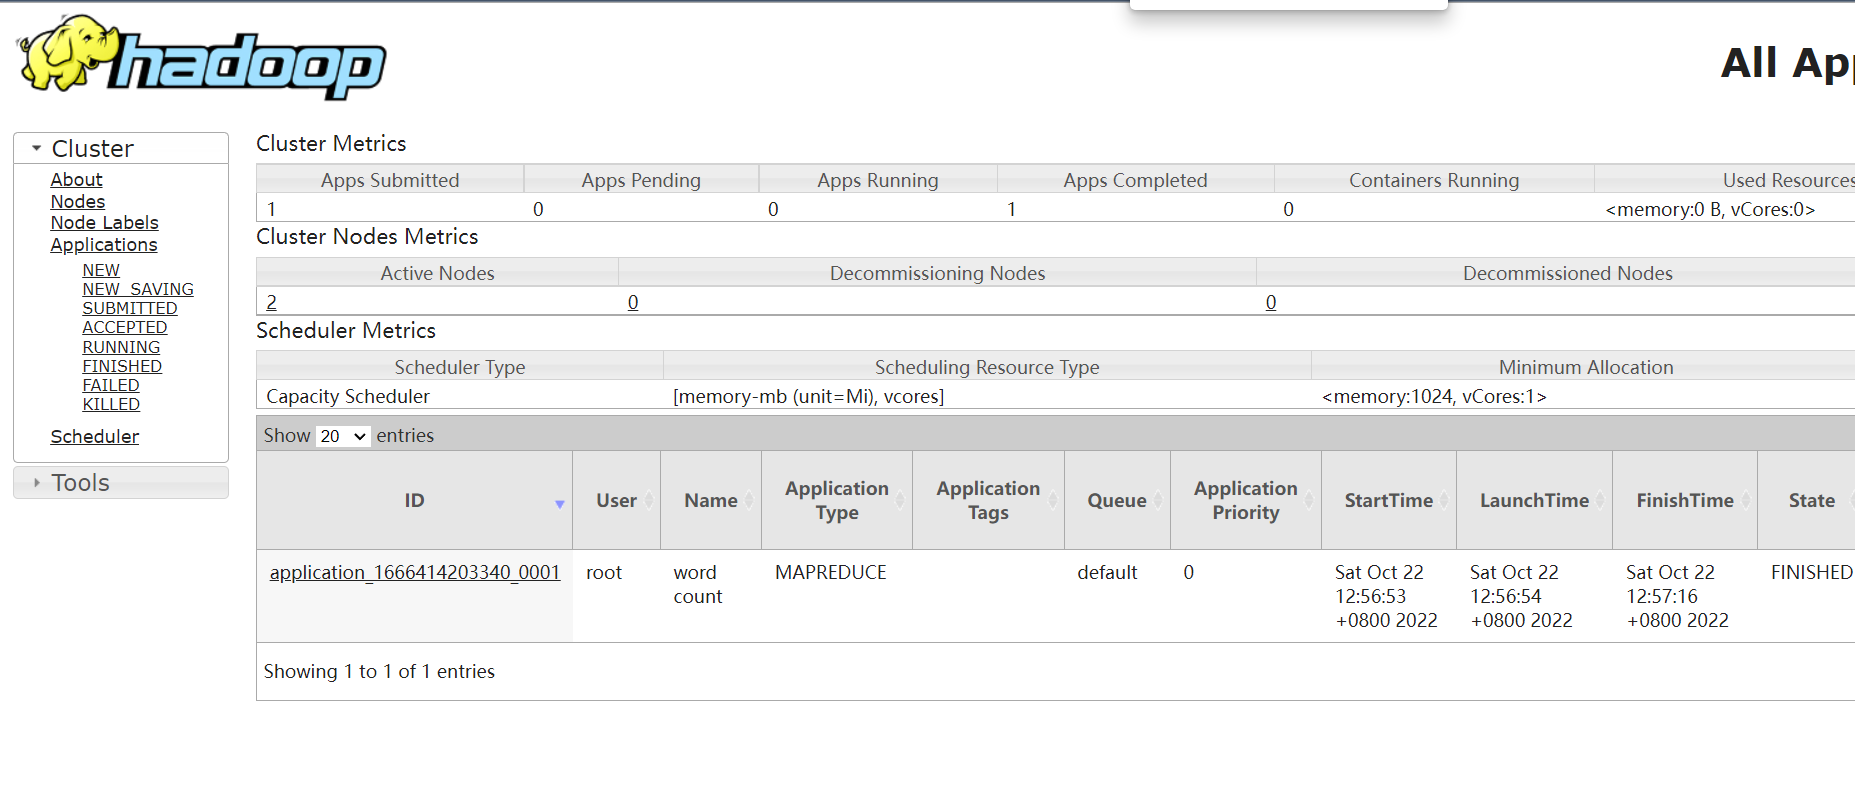 hadoop
All Ap
Cluster
About
Nodes
Node Labels
Applications
NEW
NEW_SAVING
SUBMITTED
ACCEPTED
RUNNING
FINISHED
FAILED
KILLED
Scheduler
Tools
Cluster Metrics
Apps Submitted Apps Pending Apps Running Apps Completed Containers Running Used Resources
1 0 0 1 0 <memory:0 B, vCores:0>
Cluster Nodes Metrics
Active Nodes Decommissioning Nodes Decommissioned Nodes
2 0 0
Scheduler Metrics
Scheduler Type Scheduling Resource Type Minimum Allocation
Capacity Scheduler [memory-mb (unit=Mi), vcores] <memory:1024, vCores:1>
Show 20 entries
ID User Name Application Type Application Tags Queue Application Priority StartTime LaunchTime FinishTime State
application_1666414203340_0001 root word count MAPREDUCE default 0 Sat Oct 22 12:56:53 +0800 2022 Sat Oct 22 12:56:54 +0800 2022 Sat Oct 22 12:57:16 +0800 2022 FINISHED
Showing 1 to 1 of 1 entries